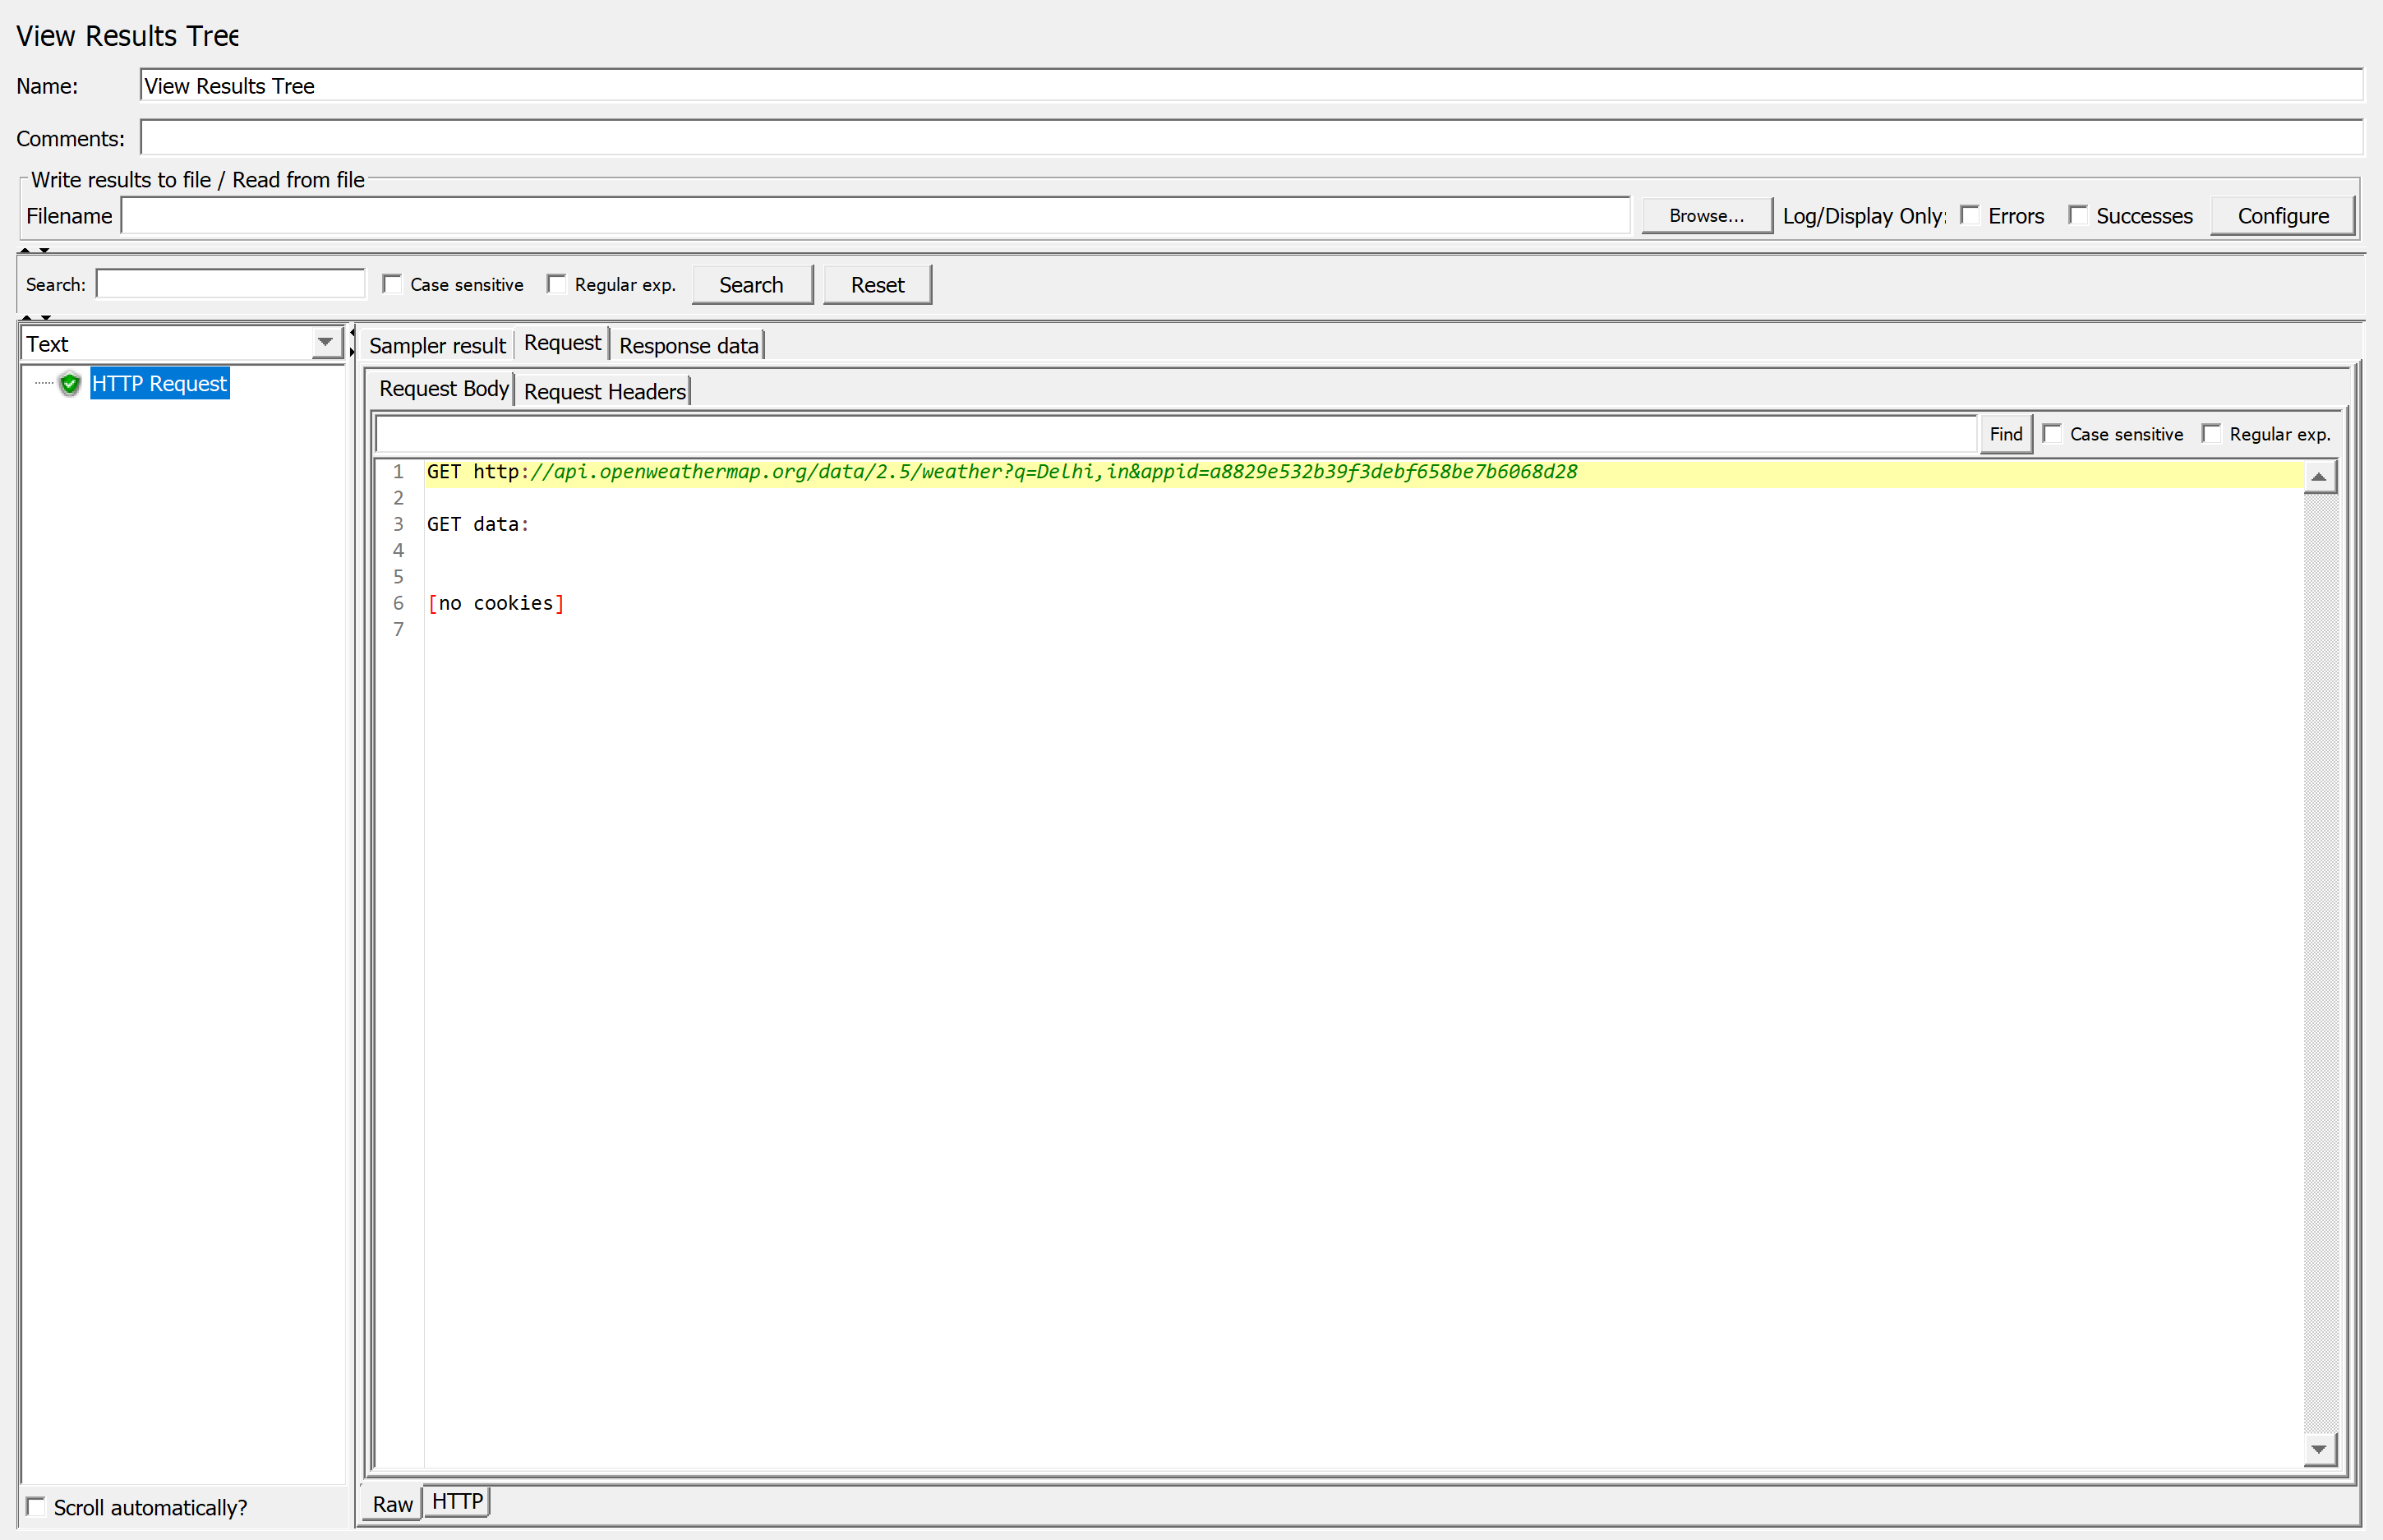 View Results Tree
Name: View Results Tree
Comments:
Write results to file / Read from file
Filename Browse... Log/Display Only: Errors Successes Configure
Search: Case sensitive Regular exp. Search Reset
Text
HTTP Request
Scroll automatically?
Sampler result Request Response data
Request Body Request Headers
Find Case sensitive Regular exp.
1 GET http://api.openweathermap.org/data/2.5/weather?q=Delhi,in&appid=a8829e532b39f3debf658be7b6068d28
2
3 GET data:
4
5
6 [no cookies]
7
Raw HTTP